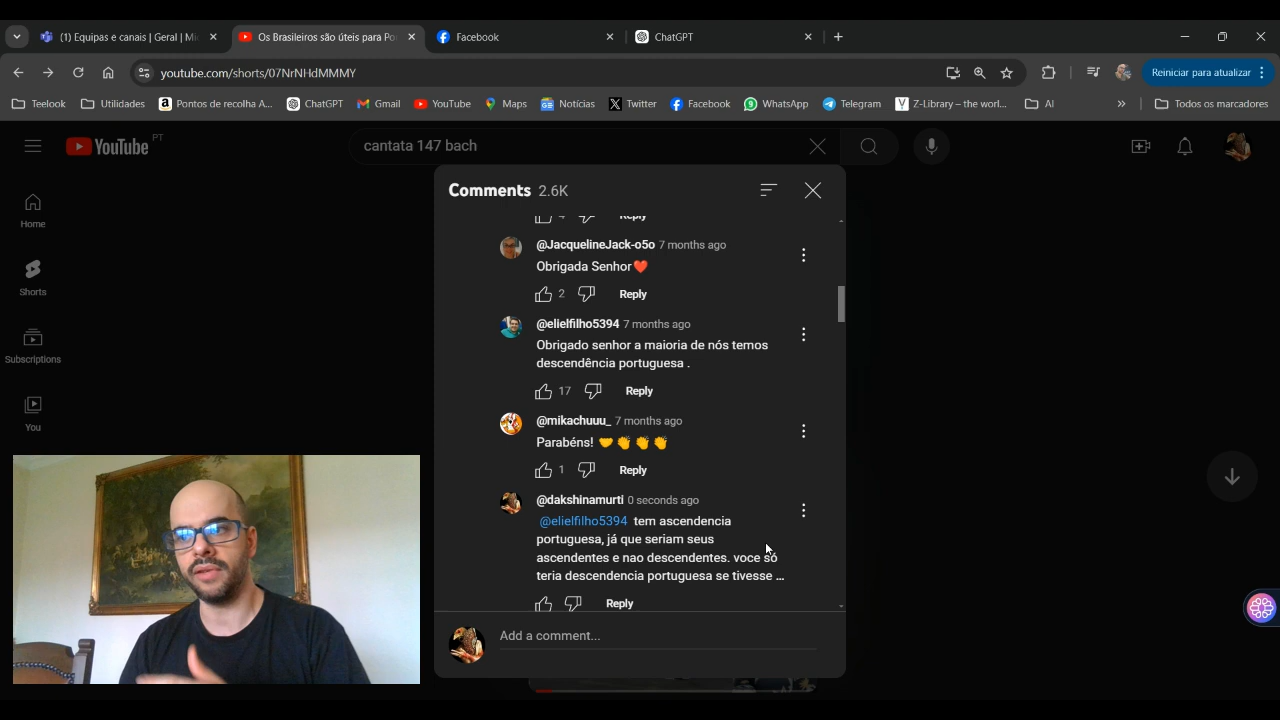 (1) Equipas e canais | Geral | Mi
Os Brasileiros são úteis para Po
Facebook
ChatGPT
youtube.com/shorts/07NrNHdMMMY
Reiniciar para atualizar
Teelook
Utilidades
Pontos de recolha A...
ChatGPT
Gmail
YouTube
Maps
Notícias
Twitter
Facebook
WhatsApp
Telegram
Z-Library – the worl...
AI
»
Todos os marcadores
YouTube PT
cantata 147 bach
Home
Shorts
Subscriptions
You
Comments 2.6K
4 Reply
@JacquelineJack-o5o 7 months ago
Obrigada Senhor❤️
2 Reply
@elielfilho5394 7 months ago
Obrigado senhor a maioria de nós temos
descendência portuguesa .
17 Reply
@mikachuuu_ 7 months ago
Parabéns! 🤝👏👏👏
1 Reply
@dakshinamurti 0 seconds ago
@elielfilho5394 tem ascendencia
portuguesa, já que seriam seus
ascendentes e nao descendentes. voce só
teria descendencia portuguesa se tivesse ...
Reply
Add a comment...